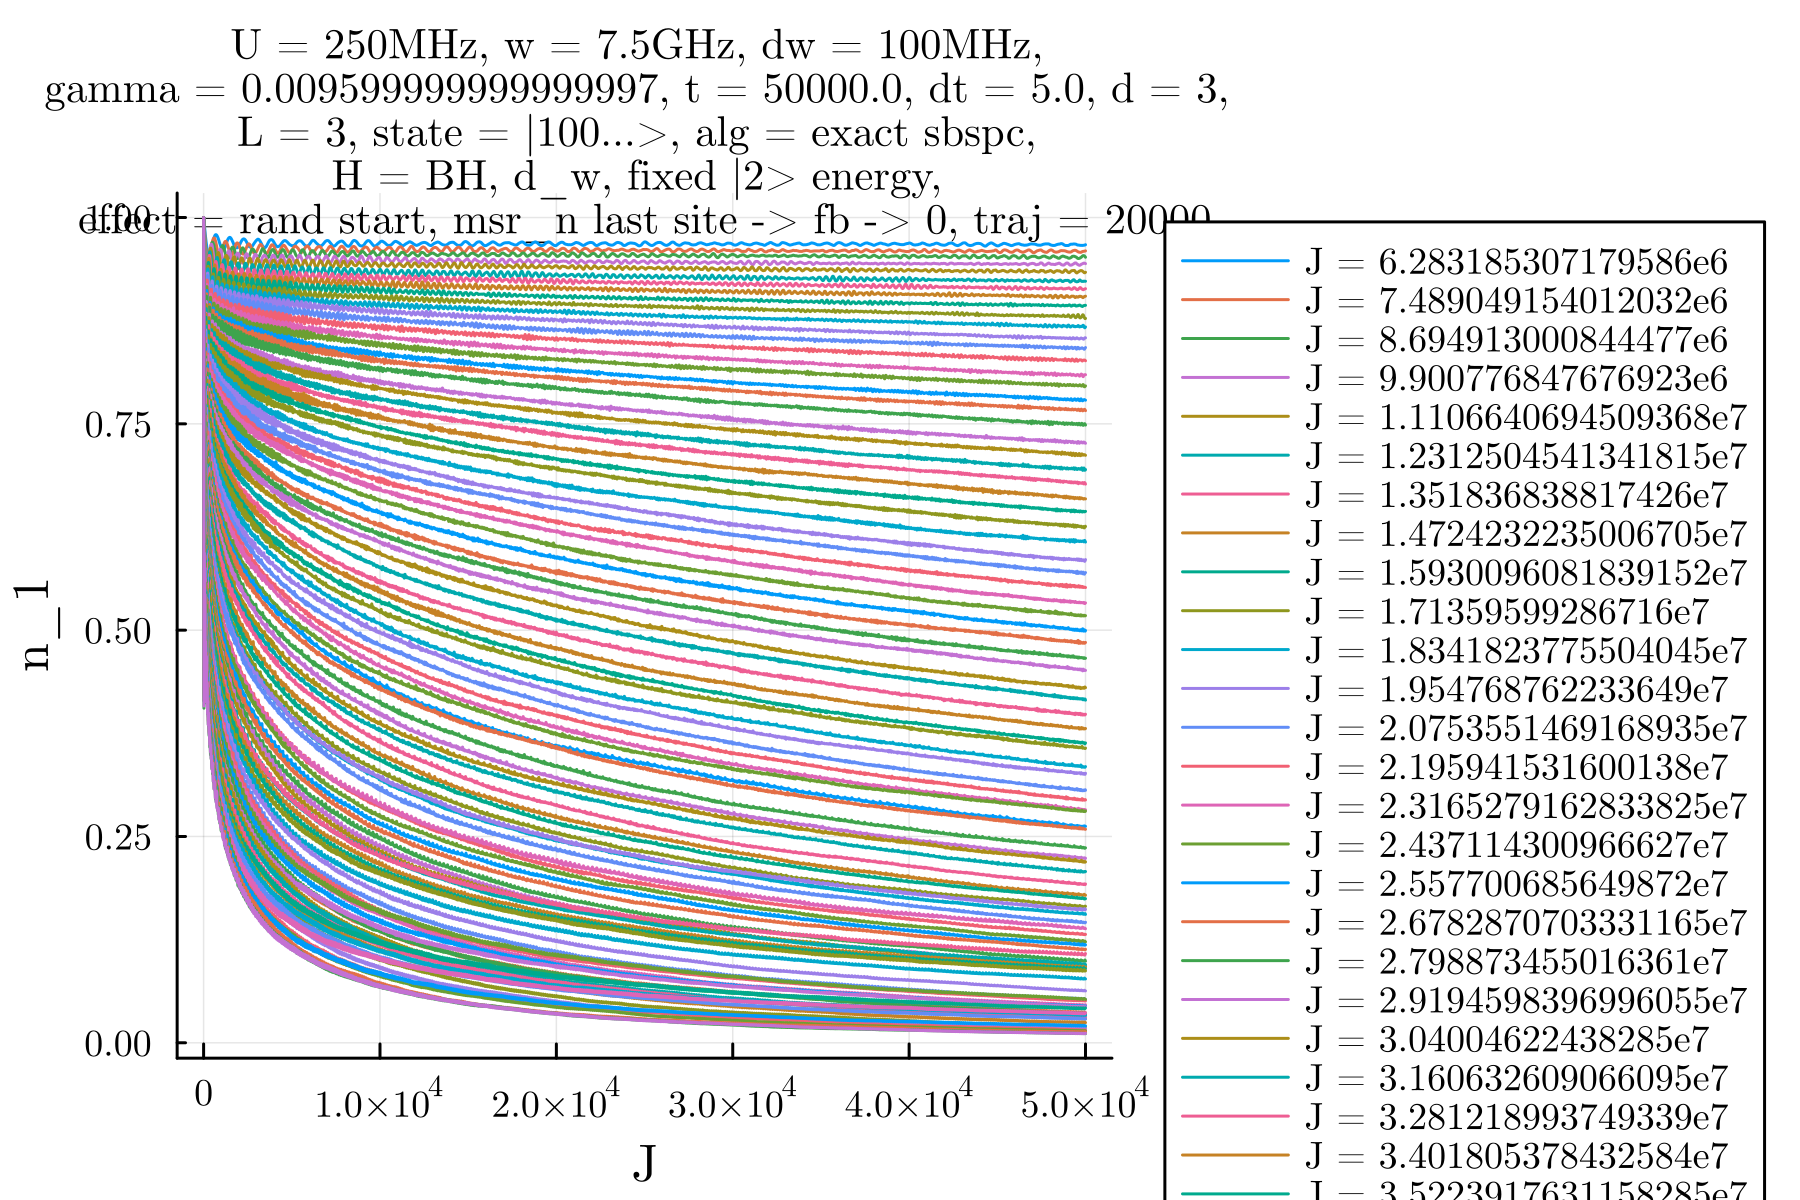 U = 250MHz, w = 7.5GHz, dw = 100MHz,
gamma = 0.009599999999999997, t = 50000.0, dt = 5.0, d = 3,
L = 3, state = |100...>, alg = exact sbspc,
H = BH, d_w, fixed |2> energy,
effect = rand start, msr_n last site -> fb -> 0, traj = 20000
1.00
0.75
0.50
0.25
0.00
n_1
0
1.0×10^4
2.0×10^4
3.0×10^4
4.0×10^4
5.0×10^4
J
J = 6.283185307179586e6
J = 7.489049154012032e6
J = 8.694913000844477e6
J = 9.900776847676923e6
J = 1.1106640694509368e7
J = 1.2312504541341815e7
J = 1.351836838817426e7
J = 1.4724232235006705e7
J = 1.5930096081839152e7
J = 1.71359599286716e7
J = 1.8341823775504045e7
J = 1.954768762233649e7
J = 2.0753551469168935e7
J = 2.195941531600138e7
J = 2.3165279162833825e7
J = 2.437114300966627e7
J = 2.557700685649872e7
J = 2.6782870703331165e7
J = 2.798873455016361e7
J = 2.9194598396996055e7
J = 3.04004622438285e7
J = 3.160632609066095e7
J = 3.281218993749339e7
J = 3.401805378432584e7
J = 3.5223917631158285e7